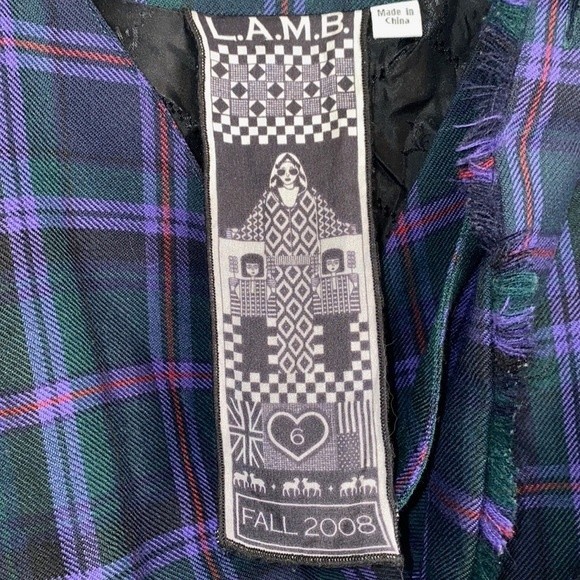 L.A.M.B.
Made in
China
6
FALL 2008